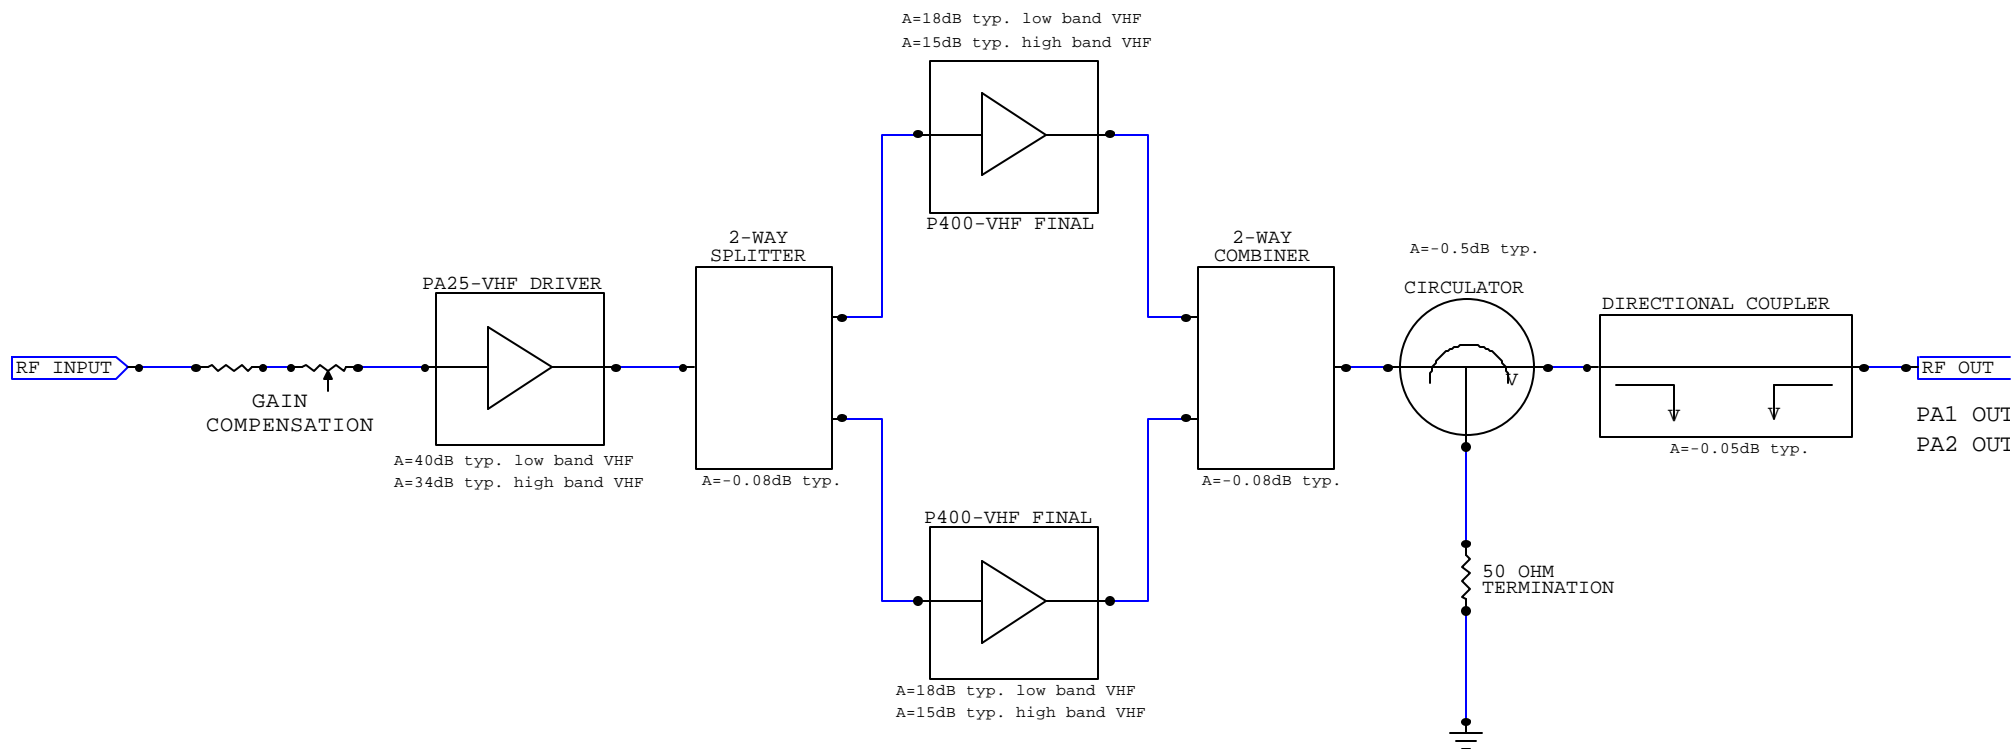 A=18dB typ. low band VHF
A=15dB typ. high band VHF
P400-VHF FINAL
2-WAY
SPLITTER
2-WAY
COMBINER
A=-0.5dB typ.
CIRCULATOR
PA25-VHF DRIVER
DIRECTIONAL COUPLER
RF INPUT
RF OUT
GAIN
COMPENSATION
PA1 OUT
PA2 OUT
A=40dB typ. low band VHF
A=34dB typ. high band VHF
A=-0.08dB typ.
A=-0.08dB typ.
A=-0.05dB typ.
P400-VHF FINAL
50 OHM
TERMINATION
A=18dB typ. low band VHF
A=15dB typ. high band VHF